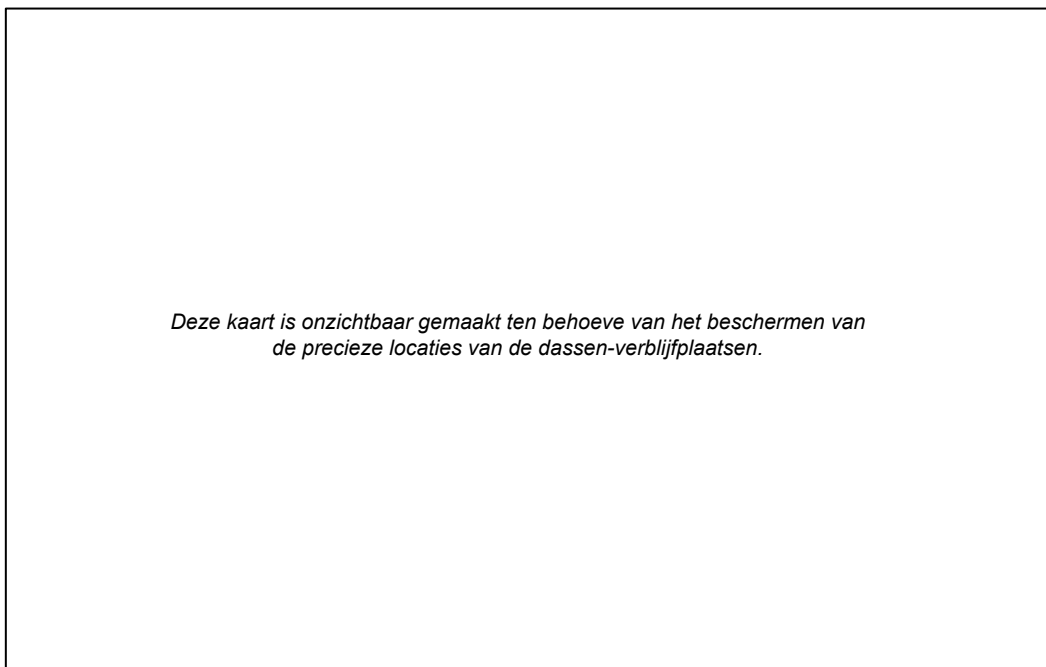 Deze kaart is onzichtbaar gemaakt ten behoeve van het beschermen van
de precieze locaties van de dassen-verblijfplaatsen.